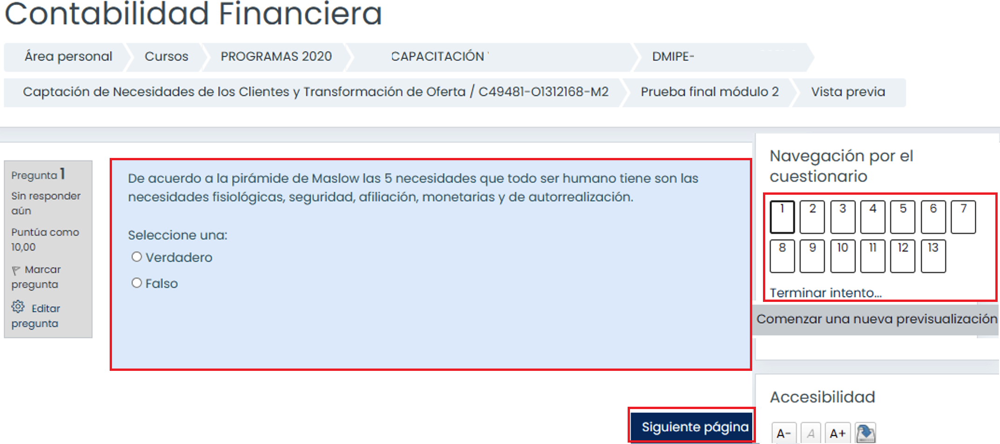 Contabilidad Financiera
Área personal Cursos PROGRAMAS 2020 CAPACITACIÓN DMIPE-
Captación de Necesidades de los Clientes y Transformación de Oferta / C49481-O1312168-M2 Prueba final módulo 2 Vista previa
Pregunta 1
Sin responder
aún
Puntúa como
10,00
Marcar
pregunta
Editar
pregunta
De acuerdo a la pirámide de Maslow las 5 necesidades que todo ser humano tiene son las
necesidades fisiológicas, seguridad, afiliación, monetarias y de autorrealización.
Seleccione una:
Verdadero
Falso
Siguiente página
Navegación por el
cuestionario
1 2 3 4 5 6 7
8 9 10 11 12 13
Terminar intento...
Comenzar una nueva previsualización
Accesibilidad
A- A A+